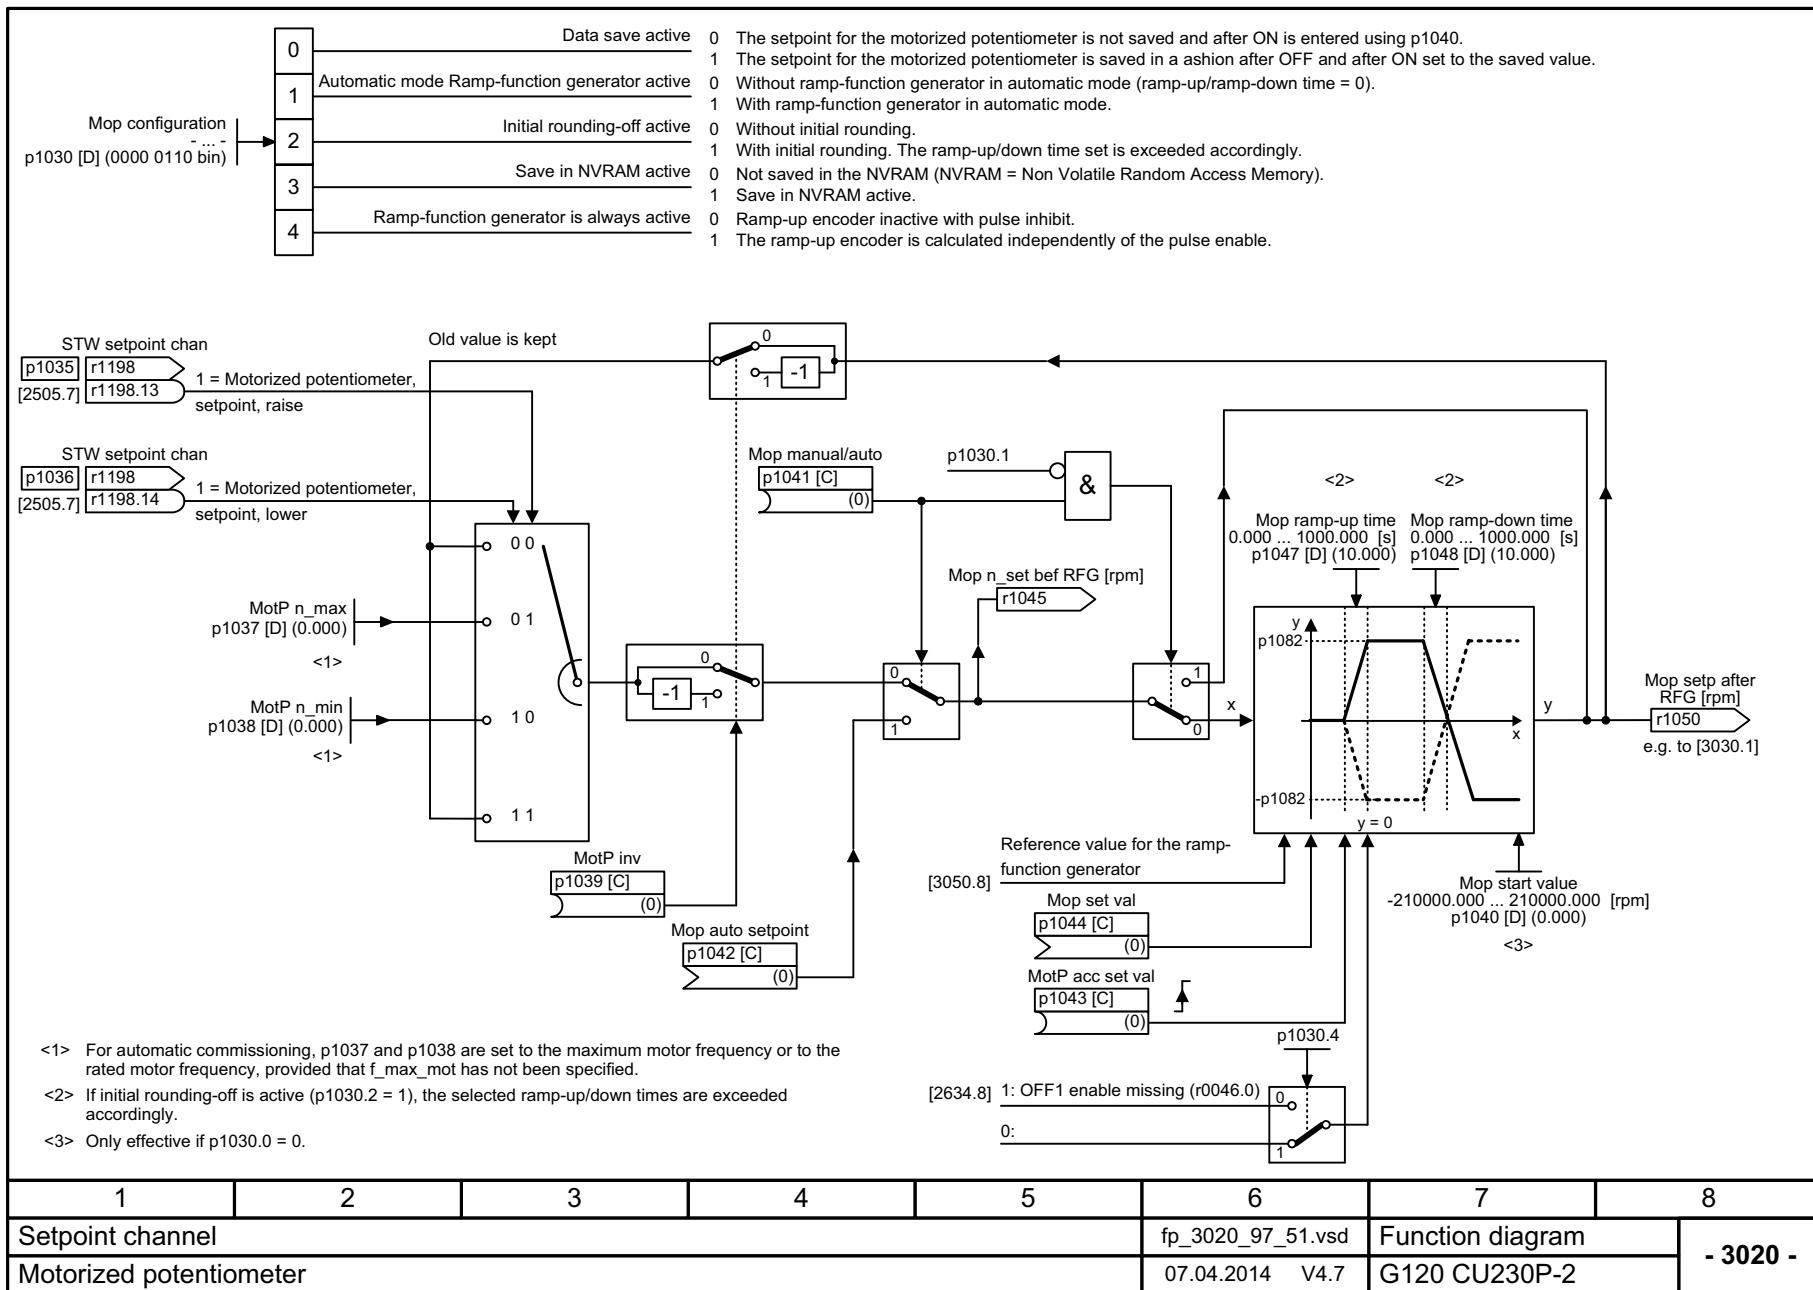 0
Data save active
0 The setpoint for the motorized potentiometer is not saved and after ON is entered using p1040.
1 The setpoint for the motorized potentiometer is saved in a ashion after OFF and after ON set to the saved value.
1
Automatic mode Ramp-function generator active
0 Without ramp-function generator in automatic mode (ramp-up/ramp-down time = 0).
1 With ramp-function generator in automatic mode.
Mop configuration
- ... -
p1030 [D] (0000 0110 bin)
2
Initial rounding-off active
0 Without initial rounding.
1 With initial rounding. The ramp-up/down time set is exceeded accordingly.
3
Save in NVRAM active
0 Not saved in the NVRAM (NVRAM = Non Volatile Random Access Memory).
1 Save in NVRAM active.
4
Ramp-function generator is always active
0 Ramp-up encoder inactive with pulse inhibit.
1 The ramp-up encoder is calculated independently of the pulse enable.
STW setpoint chan
p1035 r1198
[2505.7] r1198.13
1 = Motorized potentiometer,
setpoint, raise
Old value is kept
0
1
-1
STW setpoint chan
p1036 r1198
[2505.7] r1198.14
1 = Motorized potentiometer,
setpoint, lower
Mop manual/auto
p1041 [C]
(0)
p1030.1
&
<2>
<2>
Mop ramp-up time
0.000 ... 1000.000 [s]
p1047 [D] (10.000)
Mop ramp-down time
0.000 ... 1000.000 [s]
p1048 [D] (10.000)
0 0
0 1
1 0
1 1
MotP n_max
p1037 [D] (0.000)
<1>
MotP n_min
p1038 [D] (0.000)
<1>
Mop n_set bef RFG [rpm]
r1045
0
-1
1
0
1
1
0
x
y
p1082
-p1082
x
y = 0
y
Mop setp after
RFG [rpm]
r1050
e.g. to [3030.1]
MotP inv
p1039 [C]
(0)
Mop auto setpoint
p1042 [C]
(0)
Reference value for the ramp-
function generator
[3050.8]
Mop set val
p1044 [C]
(0)
MotP acc set val
p1043 [C]
(0)
Mop start value
-210000.000 ... 210000.000 [rpm]
p1040 [D] (0.000)
<3>
p1030.4
[2634.8] 1: OFF1 enable missing (r0046.0)
0:
0
1
<1> For automatic commissioning, p1037 and p1038 are set to the maximum motor frequency or to the
rated motor frequency, provided that f_max_mot has not been specified.
<2> If initial rounding-off is active (p1030.2 = 1), the selected ramp-up/down times are exceeded
accordingly.
<3> Only effective if p1030.0 = 0.
1 2 3 4 5 6 7 8
Setpoint channel
fp_3020_97_51.vsd
Function diagram
- 3020 -
Motorized potentiometer
07.04.2014 V4.7
G120 CU230P-2